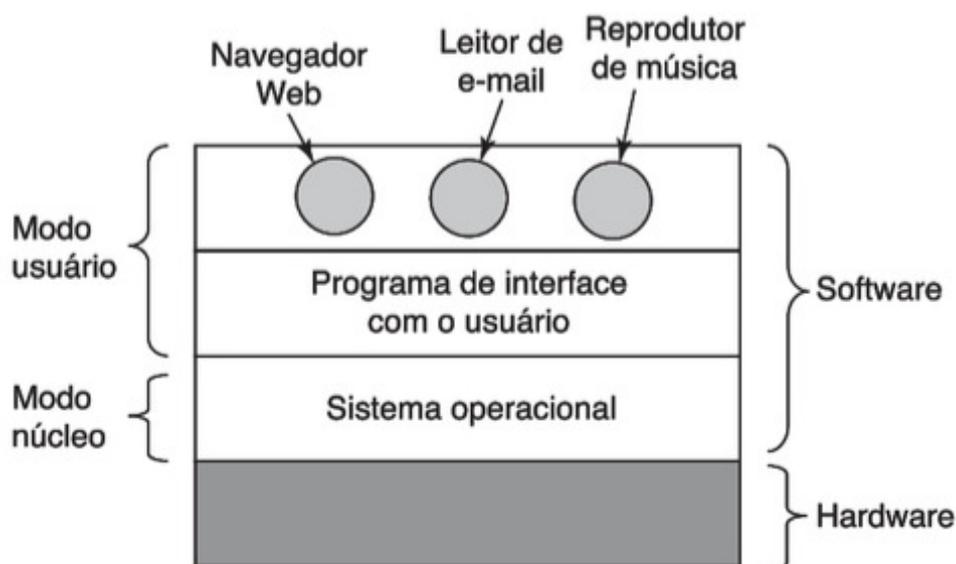 Navegador
Web
Leitor de
e-mail
Reprodutor
de música
Modo
usuário
Programa de interface
com o usuário
Software
Modo
núcleo
Sistema operacional
Hardware